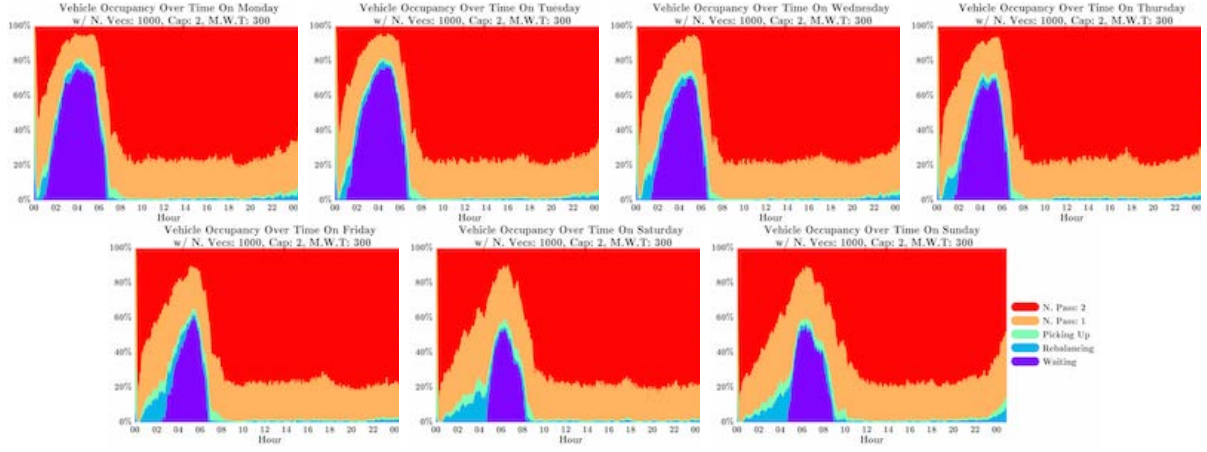 Vehicle Occupancy Over Time On Monday
w/ N. Vecs: 1000, Cap: 2, M.W.T: 300
100%
80%
60%
40%
20%
0%
00 02 04 06 08 10 12 14 16 18 20 22 00
Hour
Vehicle Occupancy Over Time On Tuesday
w/ N. Vecs: 1000, Cap: 2, M.W.T: 300
100%
80%
60%
40%
20%
0%
00 02 04 06 08 10 12 14 16 18 20 22 00
Hour
Vehicle Occupancy Over Time On Wednesday
w/ N. Vecs: 1000, Cap: 2, M.W.T: 300
100%
80%
60%
40%
20%
0%
00 02 04 06 08 10 12 14 16 18 20 22 00
Hour
Vehicle Occupancy Over Time On Thursday
w/ N. Vecs: 1000, Cap: 2, M.W.T: 300
100%
80%
60%
40%
20%
0%
00 02 04 06 08 10 12 14 16 18 20 22 00
Hour
Vehicle Occupancy Over Time On Friday
w/ N. Vecs: 1000, Cap: 2, M.W.T: 300
100%
80%
60%
40%
20%
0%
00 02 04 06 08 10 12 14 16 18 20 22 00
Hour
Vehicle Occupancy Over Time On Saturday
w/ N. Vecs: 1000, Cap: 2, M.W.T: 300
100%
80%
60%
40%
20%
0%
00 02 04 06 08 10 12 14 16 18 20 22 00
Hour
Vehicle Occupancy Over Time On Sunday
w/ N. Vecs: 1000, Cap: 2, M.W.T: 300
100%
80%
60%
40%
20%
0%
00 02 04 06 08 10 12 14 16 18 20 22 00
Hour
N. Pass: 2
N. Pass: 1
Picking Up
Rebalancing
Waiting